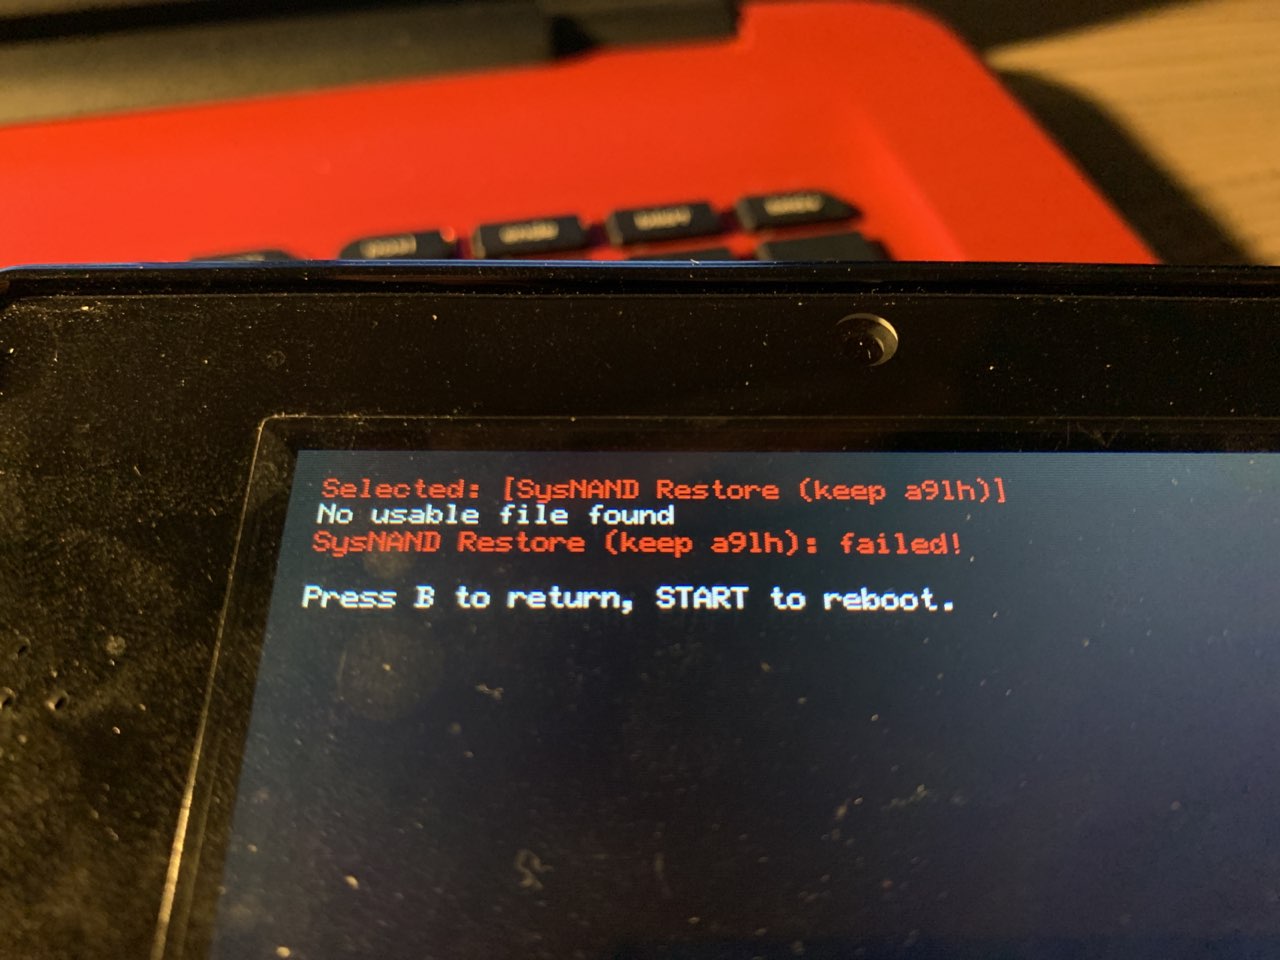 Selected: [SysNAND Restore (keep a9lh)]
No usable file found
SysNAND Restore (keep a9lh): failed!
Press B to return, START to reboot.